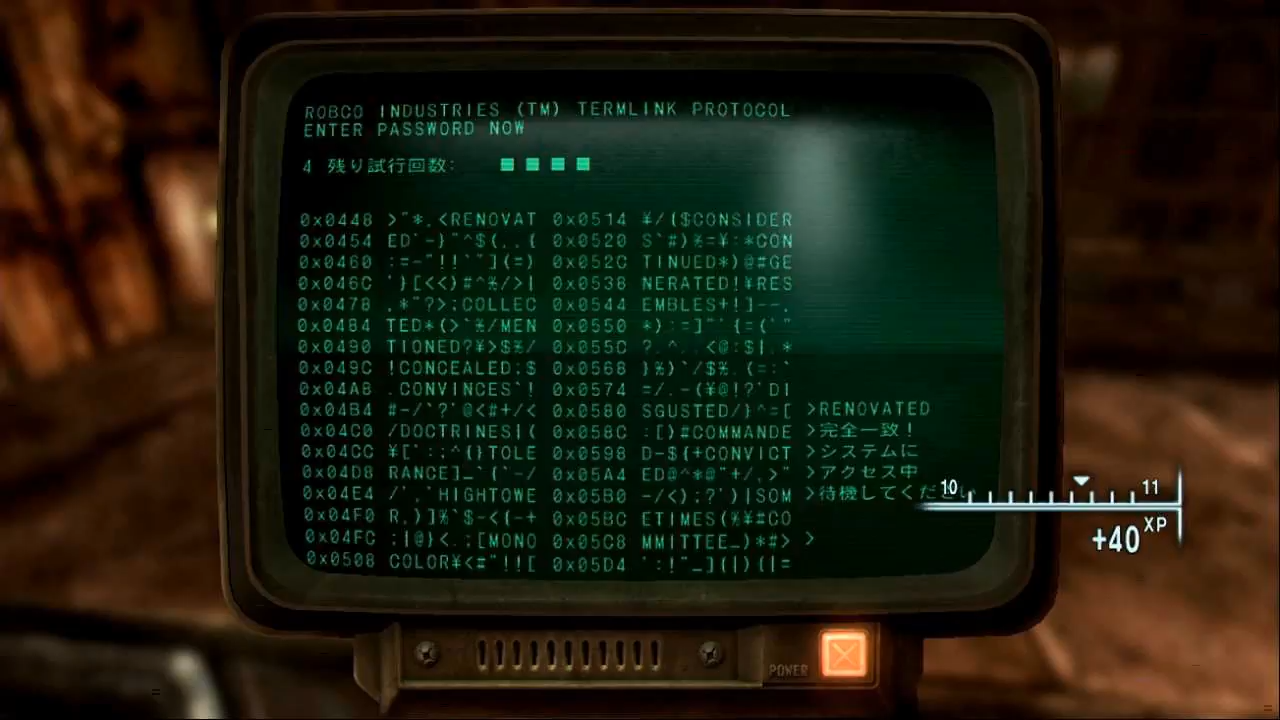 ROBCO INDUSTRIES (TM) TERMLINK PROTOCOL
ENTER PASSWORD NOW
4 残り試行回数: ■ ■ ■ ■
0x0448 >"*.<RENOVAT 0x0514 ¥/{$CONSIDER
0x0454 ED`-}"^$(..{ 0x0520 S`#)%=¥:*CON
0x0460 :=-"!!`"](=) 0x052C TINUED*)@#GE
0x046C '}[<<}#^%/>| 0x0538 NERATED!¥RES
0x0478 .*"?>;COLLEC 0x0544 EMBLES+!]--.
0x0484 TED*(>`%/MEN 0x0550 *):=]"'{=('"
0x0490 TIONED?¥>$%/ 0x055C ?.^..<@:$|.*
0x049C !CONCEALED:$ 0x0568 }%)`/$%.(=:`
0x04A8 .CONVINCES`! 0x0574 =/.-(¥@!?'DI
0x04B4 #-/`?'@<#+/< 0x0580 SGUSTED/}^=[ >RENOVATED
0x04C0 /DOCTRINES|( 0x058C :[)#COMMANDE >完全一致!
0x04CC ¥[`:;^{}TOLE 0x0598 D-${+CONVICT >システムに
0x04D8 RANCE]_`{`-/ 0x05A4 ED@^*@"+/,>" >アクセス中
0x04E4 /'.`HIGHTOWE 0x05B0 -/<);?')|SOM >待機してください
0x04F0 R,)]%`$-<{-+ 0x05BC ETIMES(%¥#CO
0x04FC :|@}<.;[MONO 0x05C8 MMITTEE_)*#> >
0x0508 COLOR¥<#"!![ 0x05D4 ':!"_](|)(|=
10 11
+40 XP
POWER